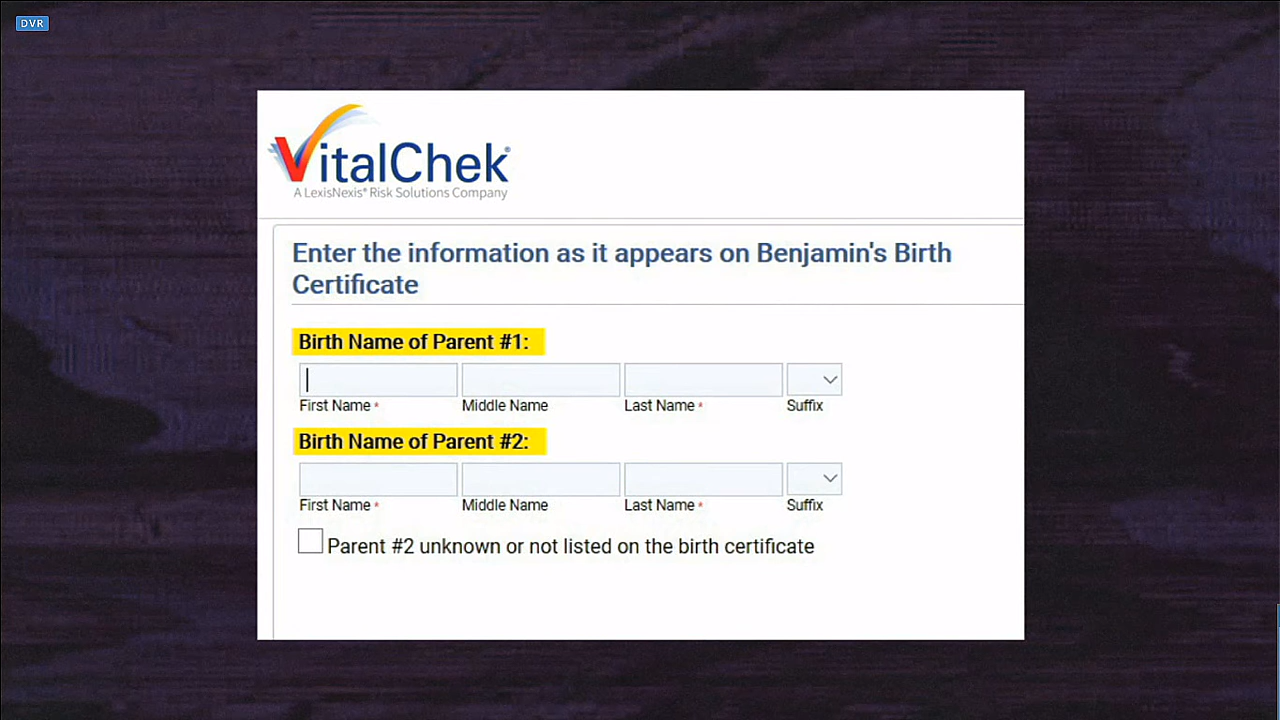 DVR
VitalChek®
A LexisNexis® Risk Solutions Company
Enter the information as it appears on Benjamin's Birth
Certificate
Birth Name of Parent #1:
First Name * Middle Name Last Name * Suffix
Birth Name of Parent #2:
First Name * Middle Name Last Name * Suffix
Parent #2 unknown or not listed on the birth certificate